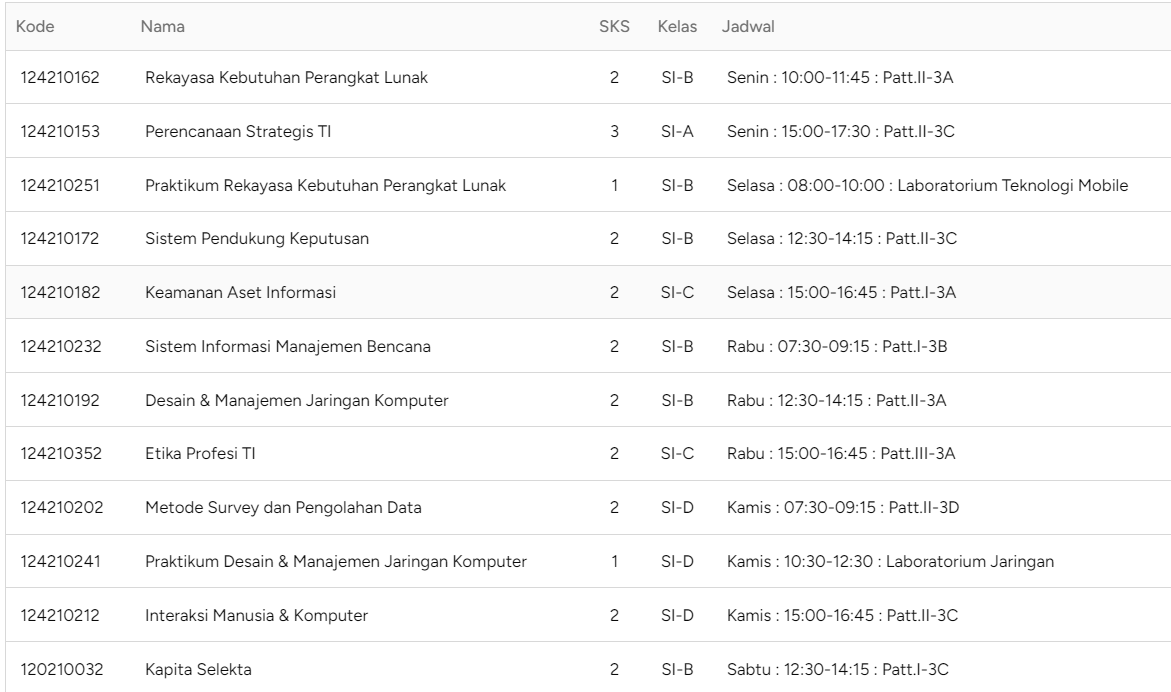 Kode Nama SKS Kelas Jadwal
124210162 Rekayasa Kebutuhan Perangkat Lunak 2 SI-B Senin : 10:00-11:45 : Patt.II-3A
124210153 Perencanaan Strategis TI 3 SI-A Senin : 15:00-17:30 : Patt.II-3C
124210251 Praktikum Rekayasa Kebutuhan Perangkat Lunak 1 SI-B Selasa : 08:00-10:00 : Laboratorium Teknologi Mobile
124210172 Sistem Pendukung Keputusan 2 SI-B Selasa : 12:30-14:15 : Patt.II-3C
124210182 Keamanan Aset Informasi 2 SI-C Selasa : 15:00-16:45 : Patt.I-3A
124210232 Sistem Informasi Manajemen Bencana 2 SI-B Rabu : 07:30-09:15 : Patt.I-3B
124210192 Desain & Manajemen Jaringan Komputer 2 SI-B Rabu : 12:30-14:15 : Patt.II-3A
124210352 Etika Profesi TI 2 SI-C Rabu : 15:00-16:45 : Patt.III-3A
124210202 Metode Survey dan Pengolahan Data 2 SI-D Kamis : 07:30-09:15 : Patt.II-3D
124210241 Praktikum Desain & Manajemen Jaringan Komputer 1 SI-D Kamis : 10:30-12:30 : Laboratorium Jaringan
124210212 Interaksi Manusia & Komputer 2 SI-D Kamis : 15:00-16:45 : Patt.II-3C
120210032 Kapita Selekta 2 SI-B Sabtu : 12:30-14:15 : Patt.I-3C